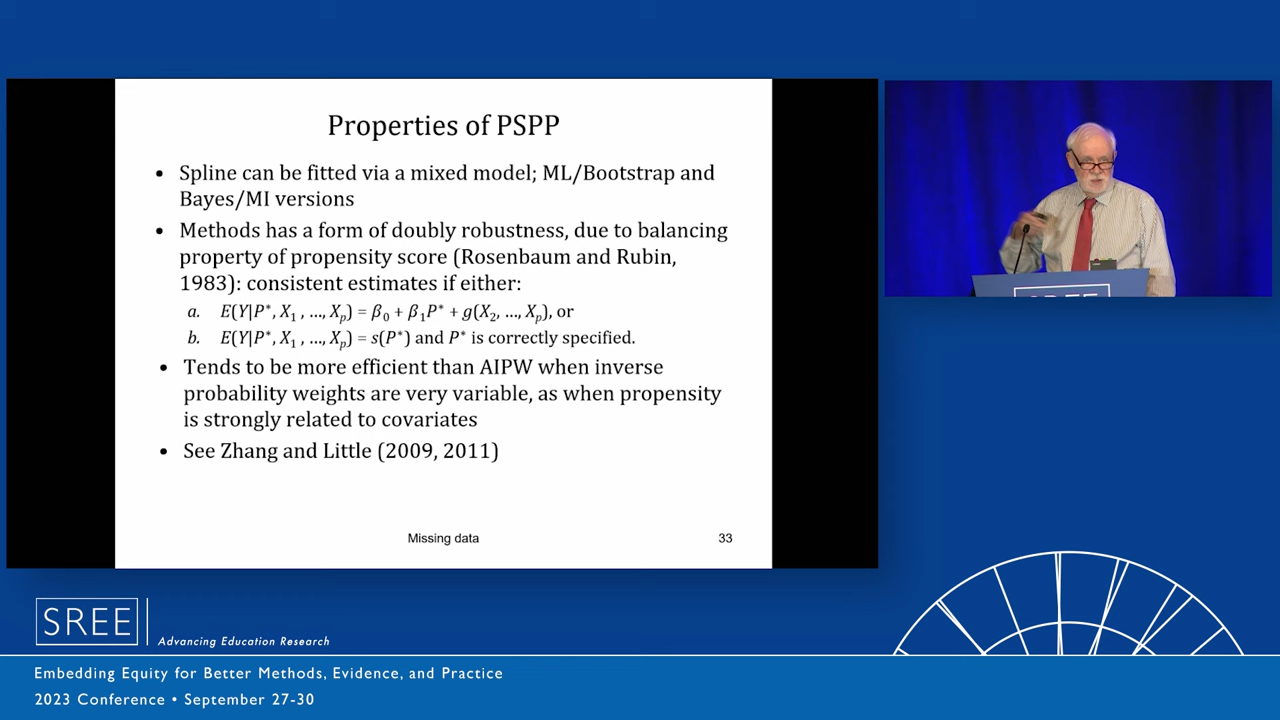 Properties of PSPP
• Spline can be fitted via a mixed model; ML/Bootstrap and
Bayes/MI versions
• Methods has a form of doubly robustness, due to balancing
property of propensity score (Rosenbaum and Rubin,
1983): consistent estimates if either:
a. E(Y|P*, X₁ , ..., Xₚ) = β₀ + β₁P* + g(X₂, ..., Xₚ), or
b. E(Y|P*, X₁ , ..., Xₚ) = s(P*) and P* is correctly specified.
• Tends to be more efficient than AIPW when inverse
probability weights are very variable, as when propensity
is strongly related to covariates
• See Zhang and Little (2009, 2011)
Missing data 33
SREE
SREE Advancing Education Research
Embedding Equity for Better Methods, Evidence, and Practice
2023 Conference • September 27-30